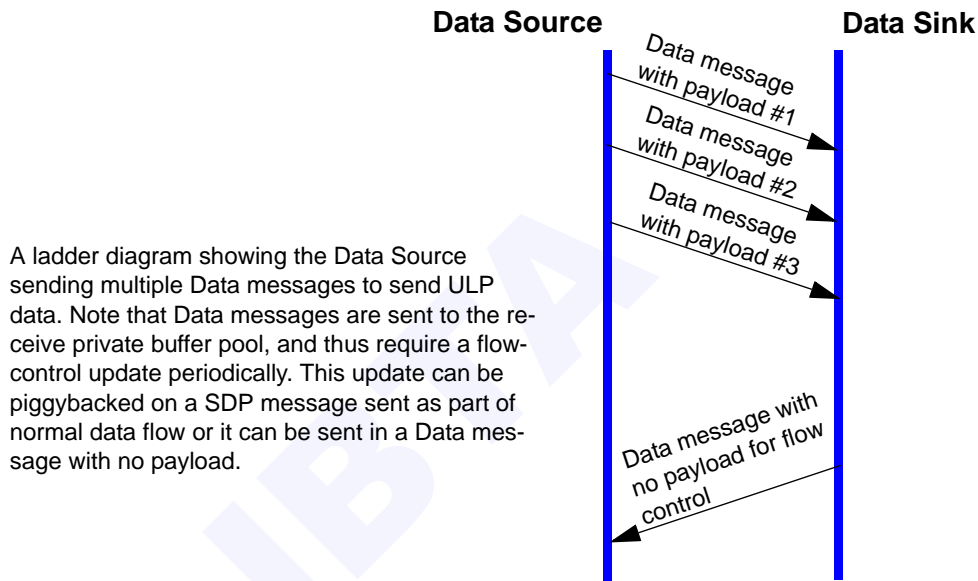 Data Source
Data Sink
Data message
with payload #1
Data message
with payload #2
Data message
with payload #3
A ladder diagram showing the Data Source
sending multiple Data messages to send ULP
data. Note that Data messages are sent to the re-
ceive private buffer pool, and thus require a flow-
control update periodically. This update can be
piggybacked on a SDP message sent as part of
normal data flow or it can be sent in a Data mes-
sage with no payload.
Data message with
no payload for flow
control
IBTA